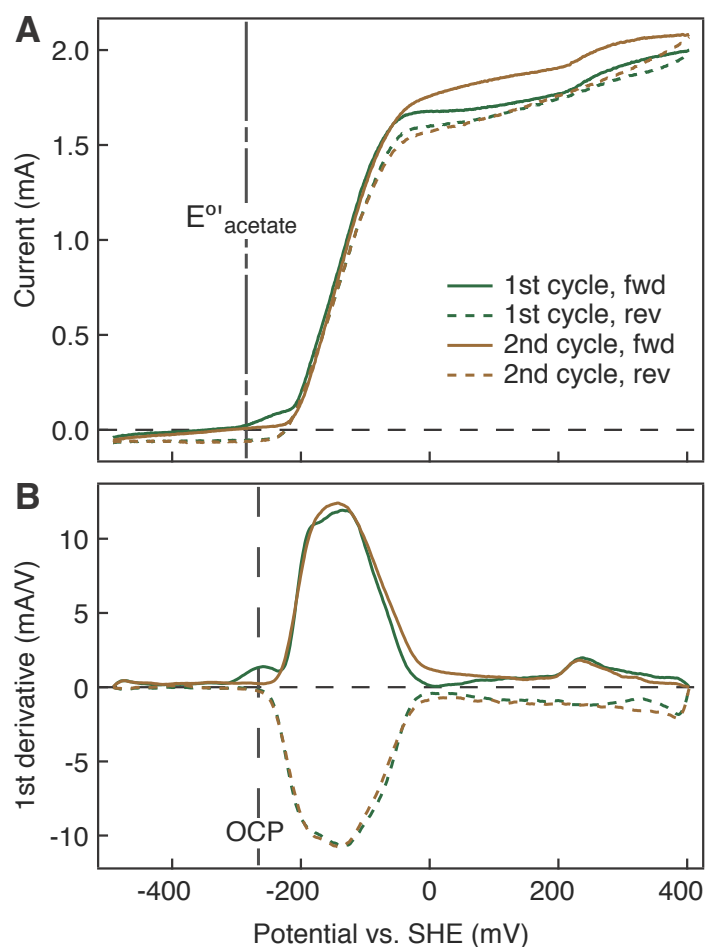 A
2.0
1.5
1.0
0.5
0.0
Current (mA)
Eº'acetate
1st cycle, fwd
1st cycle, rev
2nd cycle, fwd
2nd cycle, rev
B
10
5
0
-5
-10
1st derivative (mA/V)
OCP
-400 -200 0 200 400
Potential vs. SHE (mV)